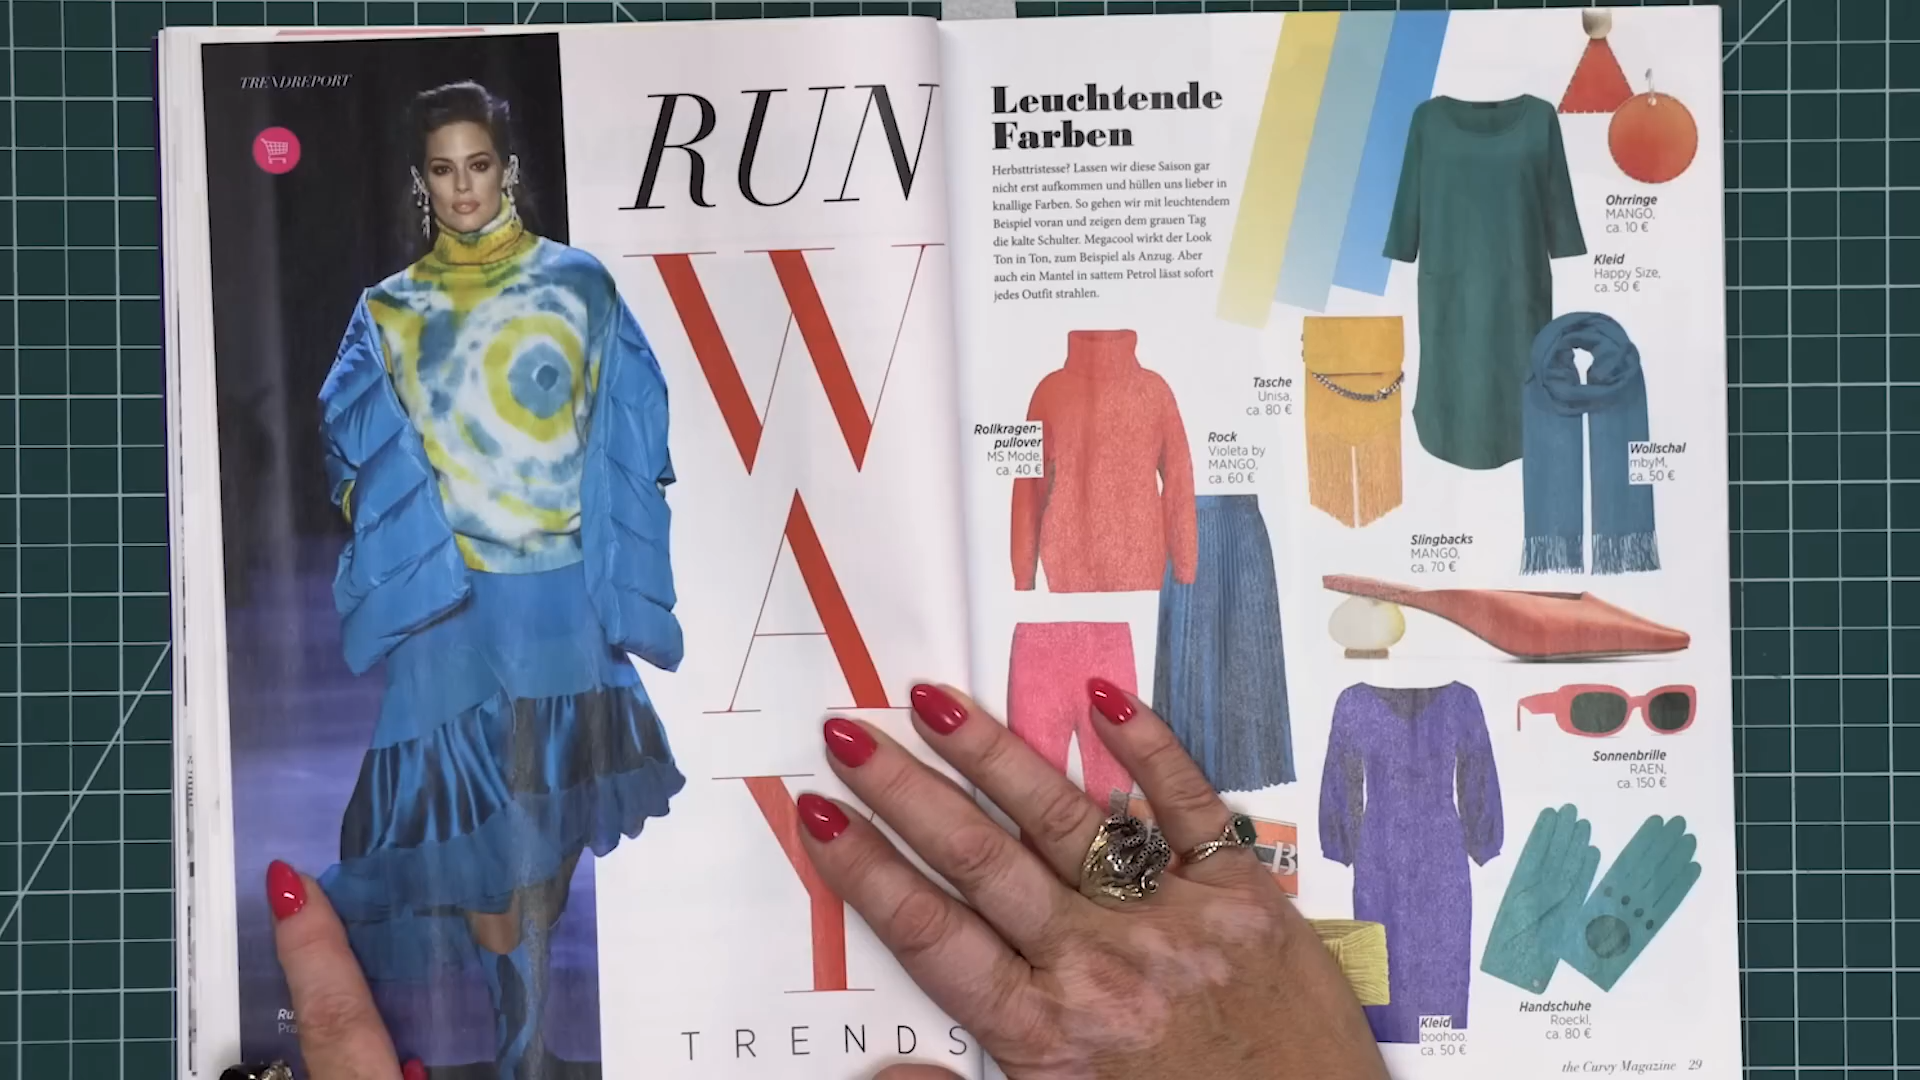 TRENDREPORT
RUN
W
A
Y
TRENDS
Leuchtende
Farben
Herbsttristesse? Lassen wir diese Saison gar
nicht erst aufkommen und hüllen uns lieber in
knallige Farben. So gehen wir mit leuchtendem
Beispiel voran und zeigen dem grauen Tag
die kalte Schulter. Megacool wirkt der Look
Ton in Ton, zum Beispiel als Anzug. Aber
auch ein Mantel in sattem Petrol lässt sofort
jedes Outfit strahlen.
Ohrringe
MANGO,
ca. 10 €
Kleid
Happy Size,
ca. 50 €
Tasche
Unisa,
ca. 80 €
Rollkragen-
pullover
MS Mode,
ca. 40 €
Rock
Violeta by
MANGO,
ca. 60 €
Wollschal
mbyM,
ca. 50 €
Slingbacks
MANGO,
ca. 70 €
Sonnenbrille
RAEN,
ca. 150 €
B
Handschuhe
Roeckl,
ca. 80 €
Kleid
boohoo,
ca. 50 €
the Curvy Magazine 29